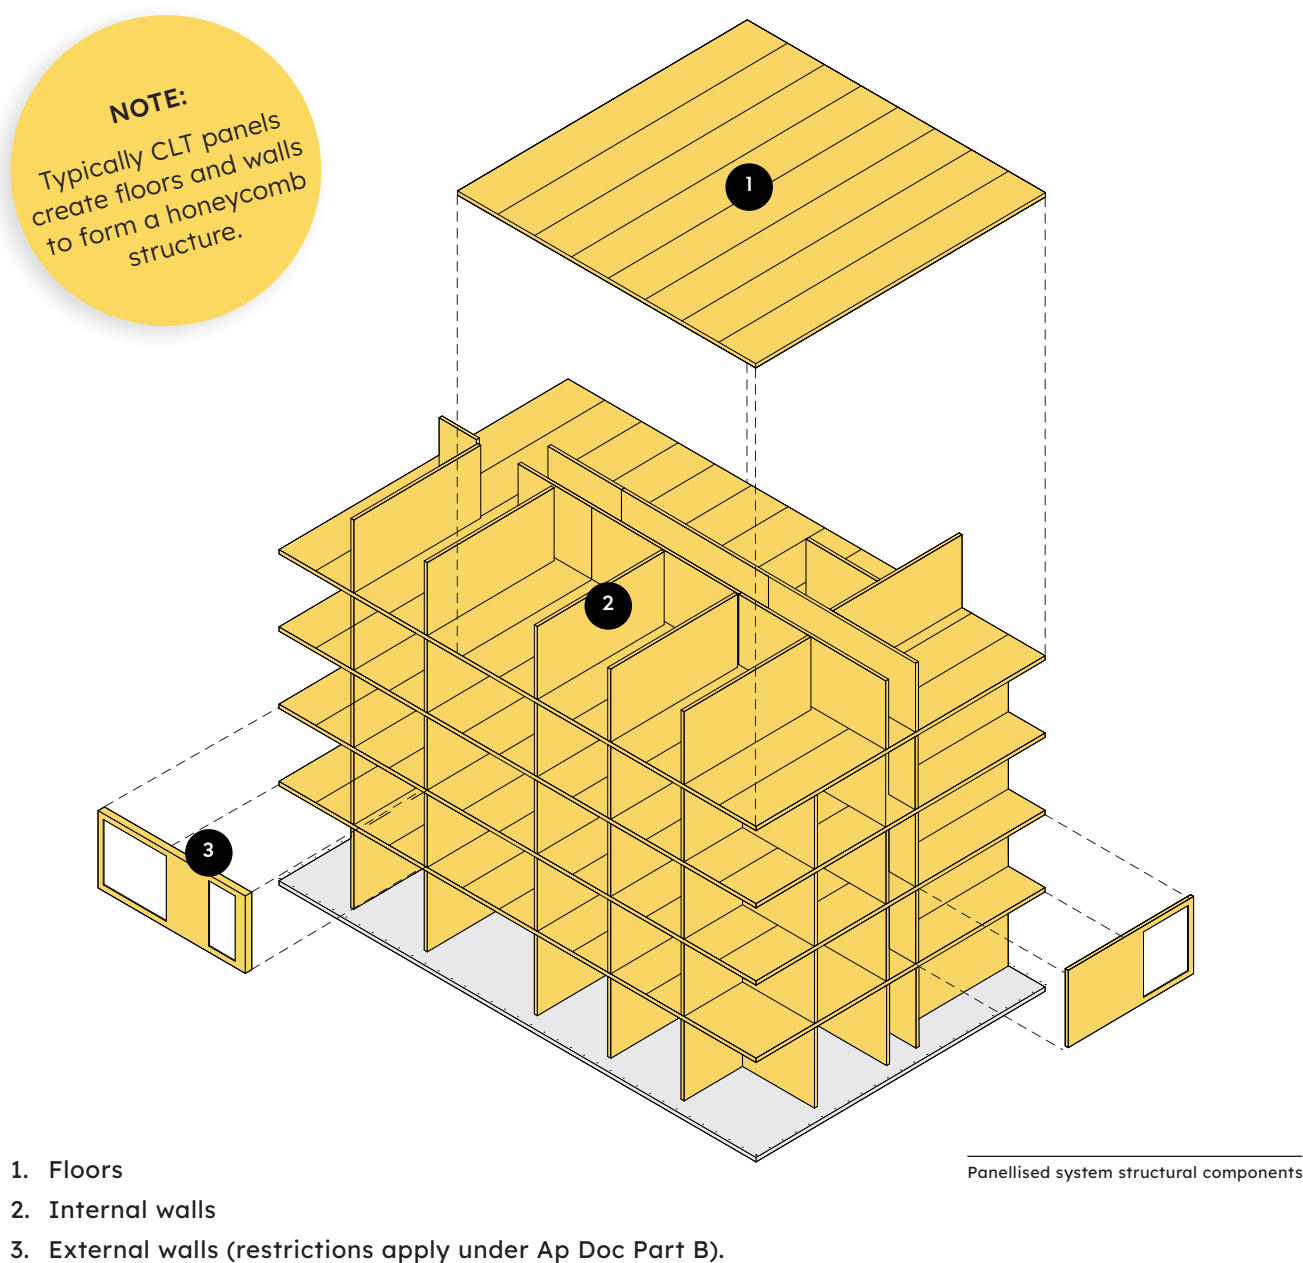 NOTE:
Typically CLT panels
create floors and walls
to form a honeycomb
structure.
1
2
3
1. Floors
2. Internal walls
3. External walls (restrictions apply under Ap Doc Part B).
Panellised system structural components